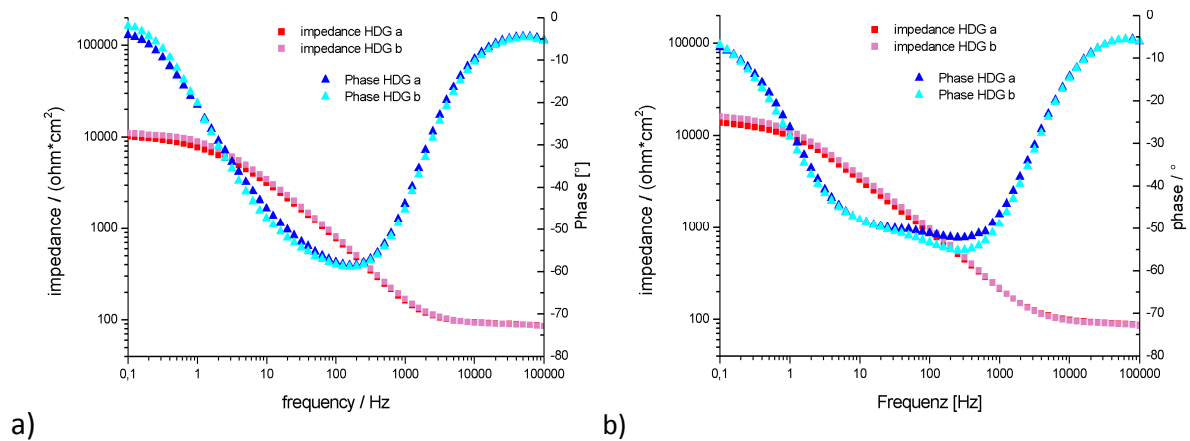 impedance HDG a
impedance HDG b
Phase HDG a
Phase HDG b
impedance / (ohm*cm²)
100000
10000
1000
100
0
-10
-20
-30
-40
-50
-60
-70
-80
Phase [°]
0,1
1
10
100
1000
10000
100000
frequency / Hz
a)
impedance HDG a
impedance HDG b
Phase HDG a
Phase HDG b
impedance / (ohm*cm²)
100000
10000
1000
100
0
-10
-20
-30
-40
-50
-60
-70
-80
phase / °
0,1
1
10
100
1000
10000
100000
Frequenz [Hz]
b)